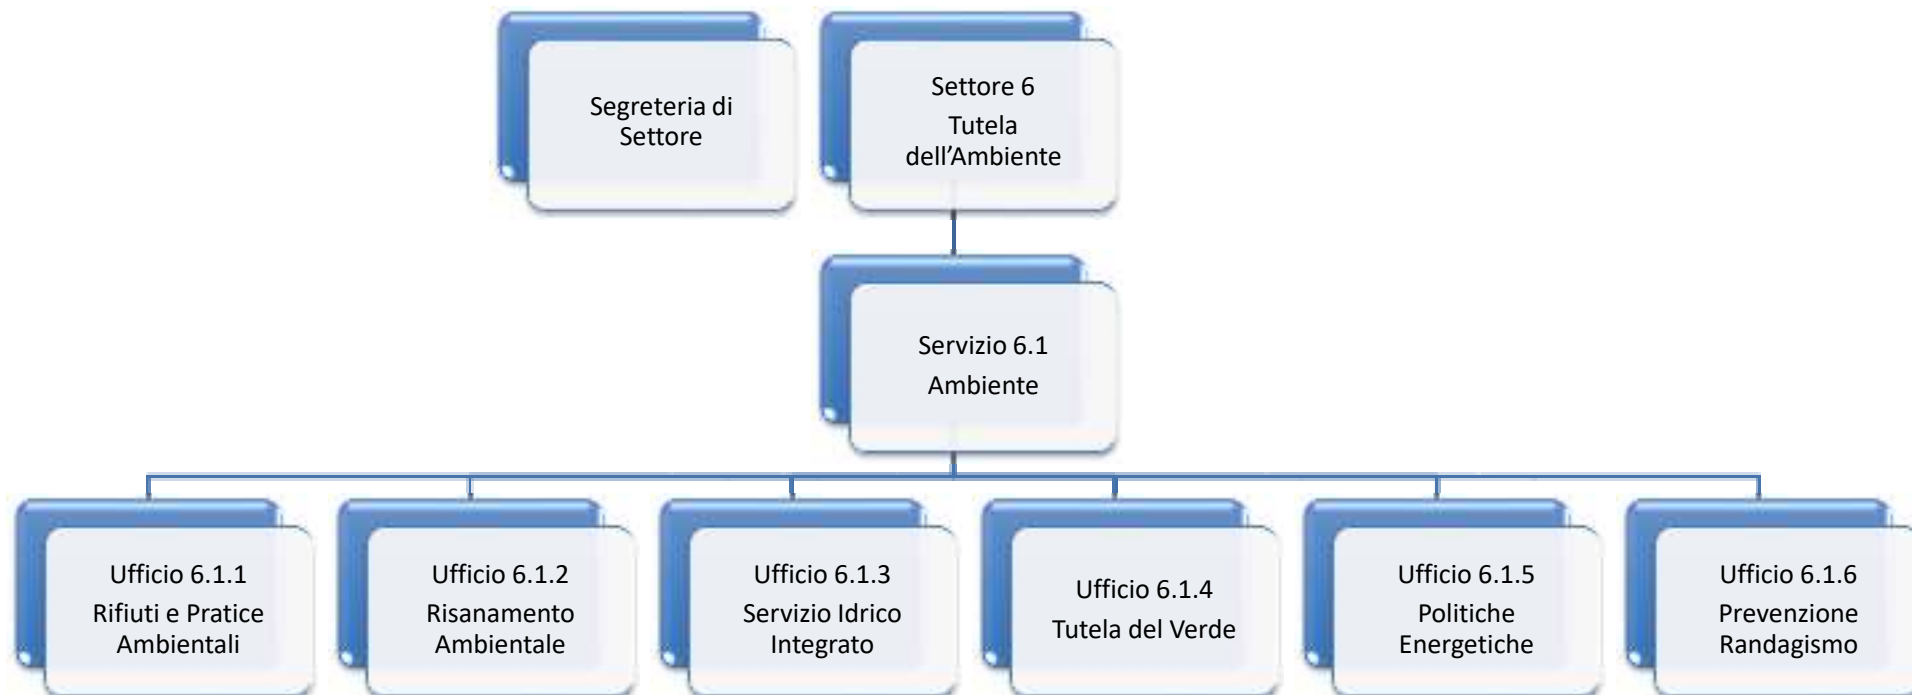 Segreteria di
Settore
Settore 6
Tutela
dell’Ambiente
Servizio 6.1
Ambiente
Ufficio 6.1.1
Rifiuti e Pratice
Ambientali
Ufficio 6.1.2
Risanamento
Ambientale
Ufficio 6.1.3
Servizio Idrico
Integrato
Ufficio 6.1.4
Tutela del Verde
Ufficio 6.1.5
Politiche
Energetiche
Ufficio 6.1.6
Prevenzione
Randagismo